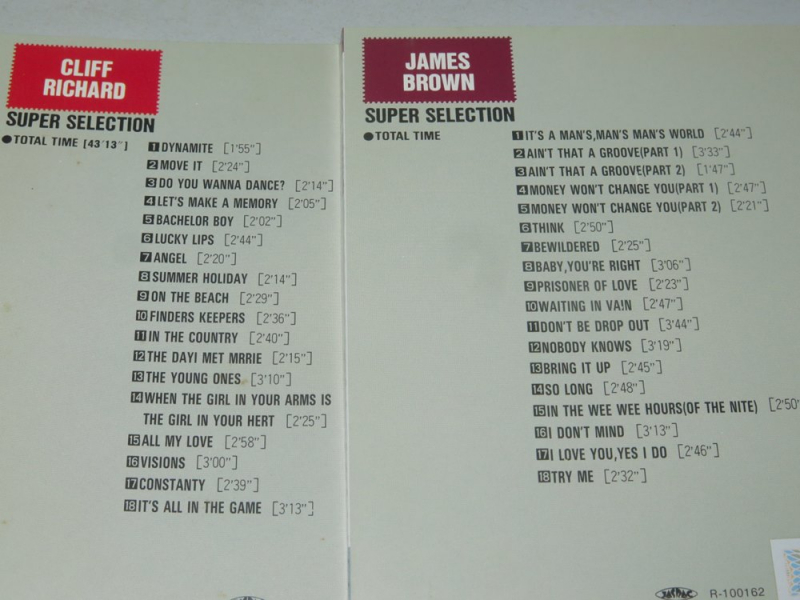 CLIFF
RICHARD
SUPER SELECTION
●TOTAL TIME [43'13"]
1 DYNAMITE [1'55"]
2 MOVE IT [2'24"]
3 DO YOU WANNA DANCE? [2'14"]
4 LET'S MAKE A MEMORY [2'05"]
5 BACHELOR BOY [2'02"]
6 LUCKY LIPS [2'44"]
7 ANGEL [2'20"]
8 SUMMER HOLIDAY [2'14"]
9 ON THE BEACH [2'29"]
10 FINDERS KEEPERS [2'36"]
11 IN THE COUNTRY [2'40"]
12 THE DAYI MET MRRIE [2'15"]
13 THE YOUNG ONES [3'10"]
14 WHEN THE GIRL IN YOUR ARMS IS
THE GIRL IN YOUR HERT [2'25"]
15 ALL MY LOVE [2'58"]
16 VISIONS [3'00"]
17 CONSTANTY [2'39"]
18 IT'S ALL IN THE GAME [3'13"]
JAMES
BROWN
SUPER SELECTION
●TOTAL TIME
1 IT'S A MAN'S,MAN'S MAN'S WORLD [2'44"]
2 AIN'T THAT A GROOVE(PART 1) [3'33"]
3 AIN'T THAT A GROOVE(PART 2) [1'47"]
4 MONEY WON'T CHANGE YOU(PART 1) [2'47"]
5 MONEY WON'T CHANGE YOU(PART 2) [2'21"]
6 THINK [2'50"]
7 BEWILDERED [2'25"]
8 BABY,YOU'RE RIGHT [3'06"]
9 PRISONER OF LOVE [2'23"]
10 WAITING IN VA!N [2'47"]
11 DON'T BE DROP OUT [3'44"]
12 NOBODY KNOWS [3'19"]
13 BRING IT UP [2'45"]
14 SO LONG [2'48"]
15 IN THE WEE WEE HOURS(OF THE NITE) [2'50"
16 I DON'T MIND [3'13"]
17 I LOVE YOU,YES I DO [2'46"]
18 TRY ME [2'32"]
R-100162